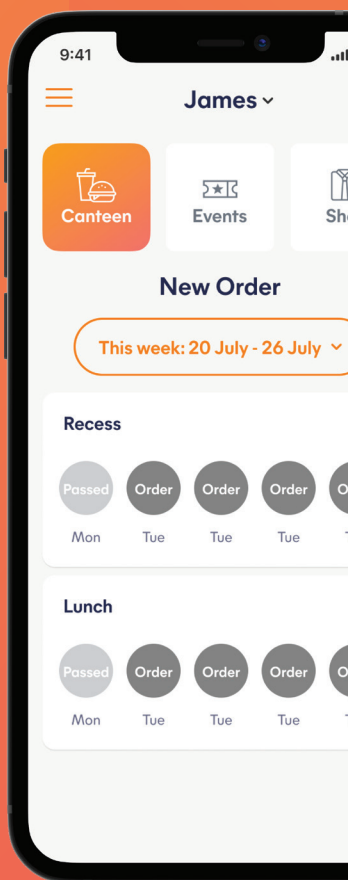 9:41
James
Canteen Events
New Order
This week: 20 July - 26 July
Recess
Passed Order Order Order
Mon Tue Tue Tue
Lunch
Passed Order Order Order
Mon Tue Tue Tue